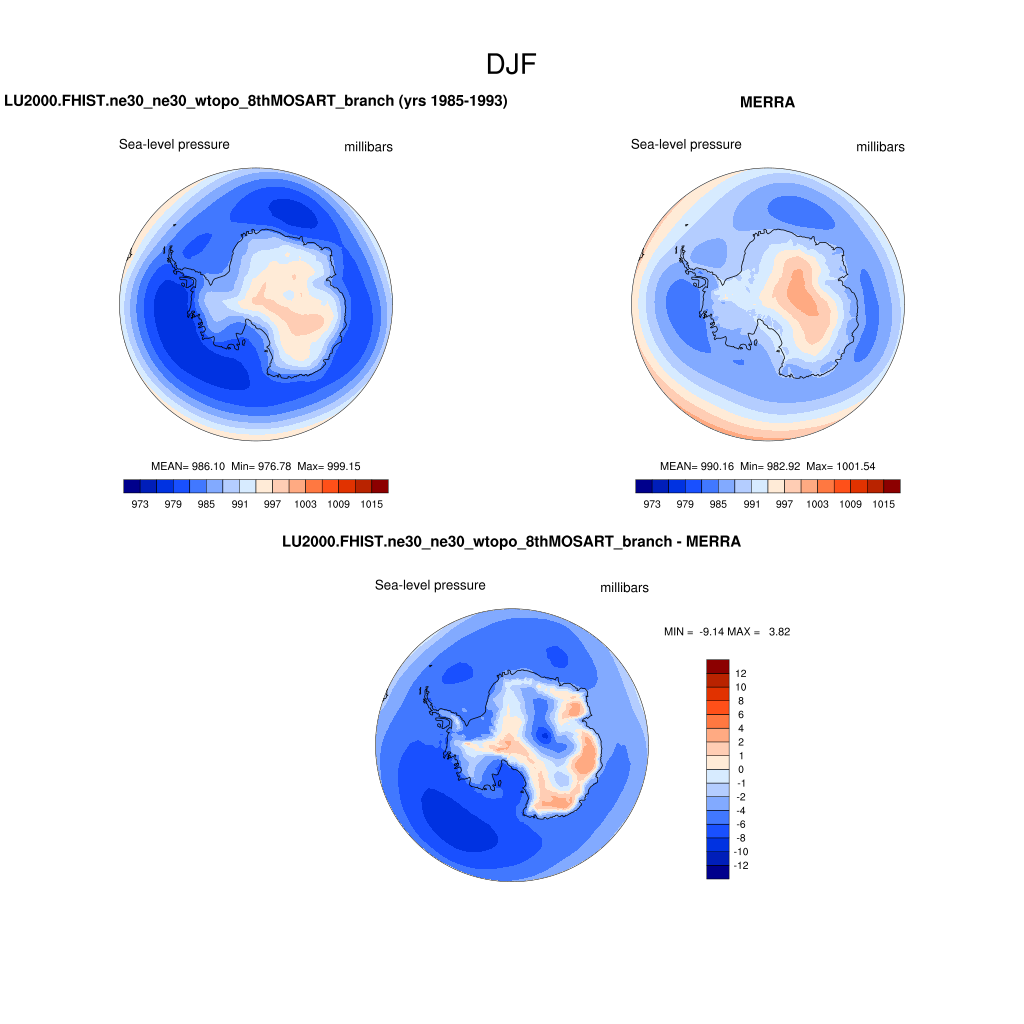 DJF
LU2000.FHIST.ne30_ne30_wtopo_8thMOSART_branch (yrs 1985-1993)
MERRA
Sea-level pressure millibars
Sea-level pressure millibars
MEAN= 986.10 Min= 976.78 Max= 999.15
MEAN= 990.16 Min= 982.92 Max= 1001.54
973 979 985 991 997 1003 1009 1015
973 979 985 991 997 1003 1009 1015
LU2000.FHIST.ne30_ne30_wtopo_8thMOSART_branch - MERRA
Sea-level pressure millibars
MIN = -9.14 MAX = 3.82
12
10
8
6
4
2
1
0
-1
-2
-4
-6
-8
-10
-12